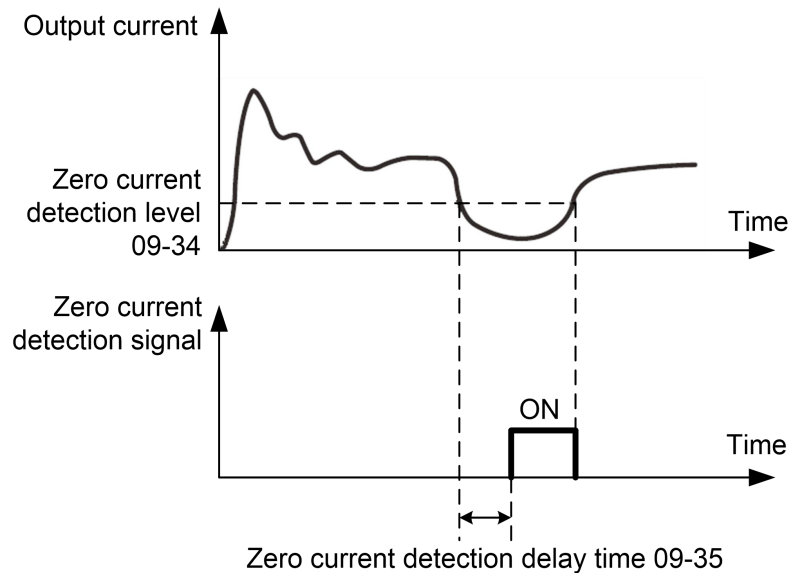 Output current
Zero current
detection level
09-34
Time
Zero current
detection signal
ON
Time
Zero current detection delay time 09-35